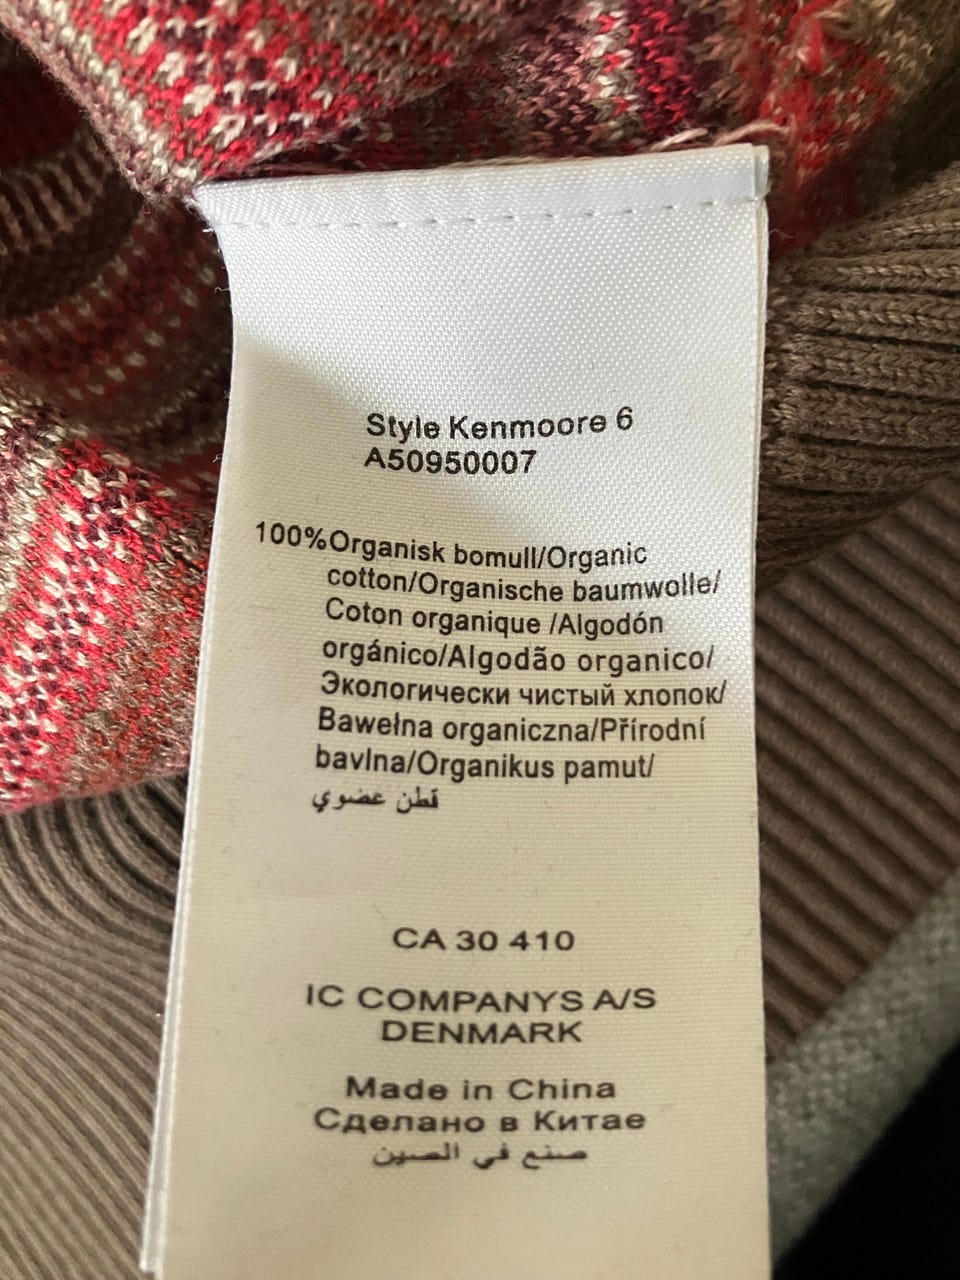 Style Kenmoore 6
A50950007
100%Organisk bomull/Organic
cotton/Organische baumwolle/
Coton organique /Algodón
orgánico/Algodão organico/
Экологически чистый хлопок/
Bawełna organiczna/Přírodní
bavlna/Organikus pamut/
قطن عضوي
CA 30 410
IC COMPANYS A/S
DENMARK
Made in China
Сделано в Китае
صنع في الصين